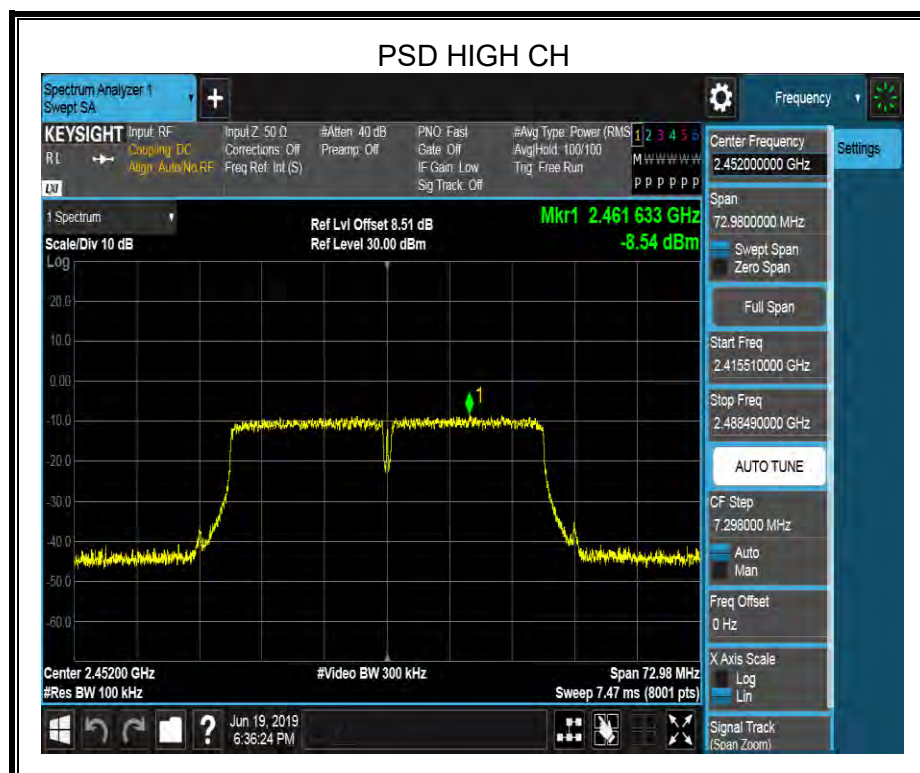 PSD HIGH CH
Spectrum Analyzer 1
Swept SA
+
Frequency
KEYSIGHT
RL
LXI
Input: RF
Coupling: DC
Align: Auto/No RF
Input Z: 50 Ω
Corrections: Off
Freq Ref: Int (S)
#Atten: 40 dB
Preamp: Off
PNO: Fast
Gate: Off
IF Gain: Low
Sig Track: Off
#Avg Type: Power (RMS
Avg|Hold: 100/100
Trig: Free Run
1 2 3 4 5 6
M W W W W W
P P P P P P
Settings
1 Spectrum
Scale/Div 10 dB
Log
Ref Lvl Offset 8.51 dB
Ref Level 30.00 dBm
Mkr1 2.461 633 GHz
-8.54 dBm
20.0
10.0
0.00
-10.0
-20.0
-30.0
-40.0
-50.0
-60.0
1
Center 2.45200 GHz
#Res BW 100 kHz
#Video BW 300 kHz
Span 72.98 MHz
Sweep 7.47 ms (8001 pts)
Center Frequency
2.452000000 GHz
Span
72.9800000 MHz
Swept Span
Zero Span
Full Span
Start Freq
2.415510000 GHz
Stop Freq
2.488490000 GHz
AUTO TUNE
CF Step
7.298000 MHz
Auto
Man
Freq Offset
0 Hz
X Axis Scale
Log
Lin
Signal Track
(Span Zoom)
?
Jun 19, 2019
6:36:24 PM